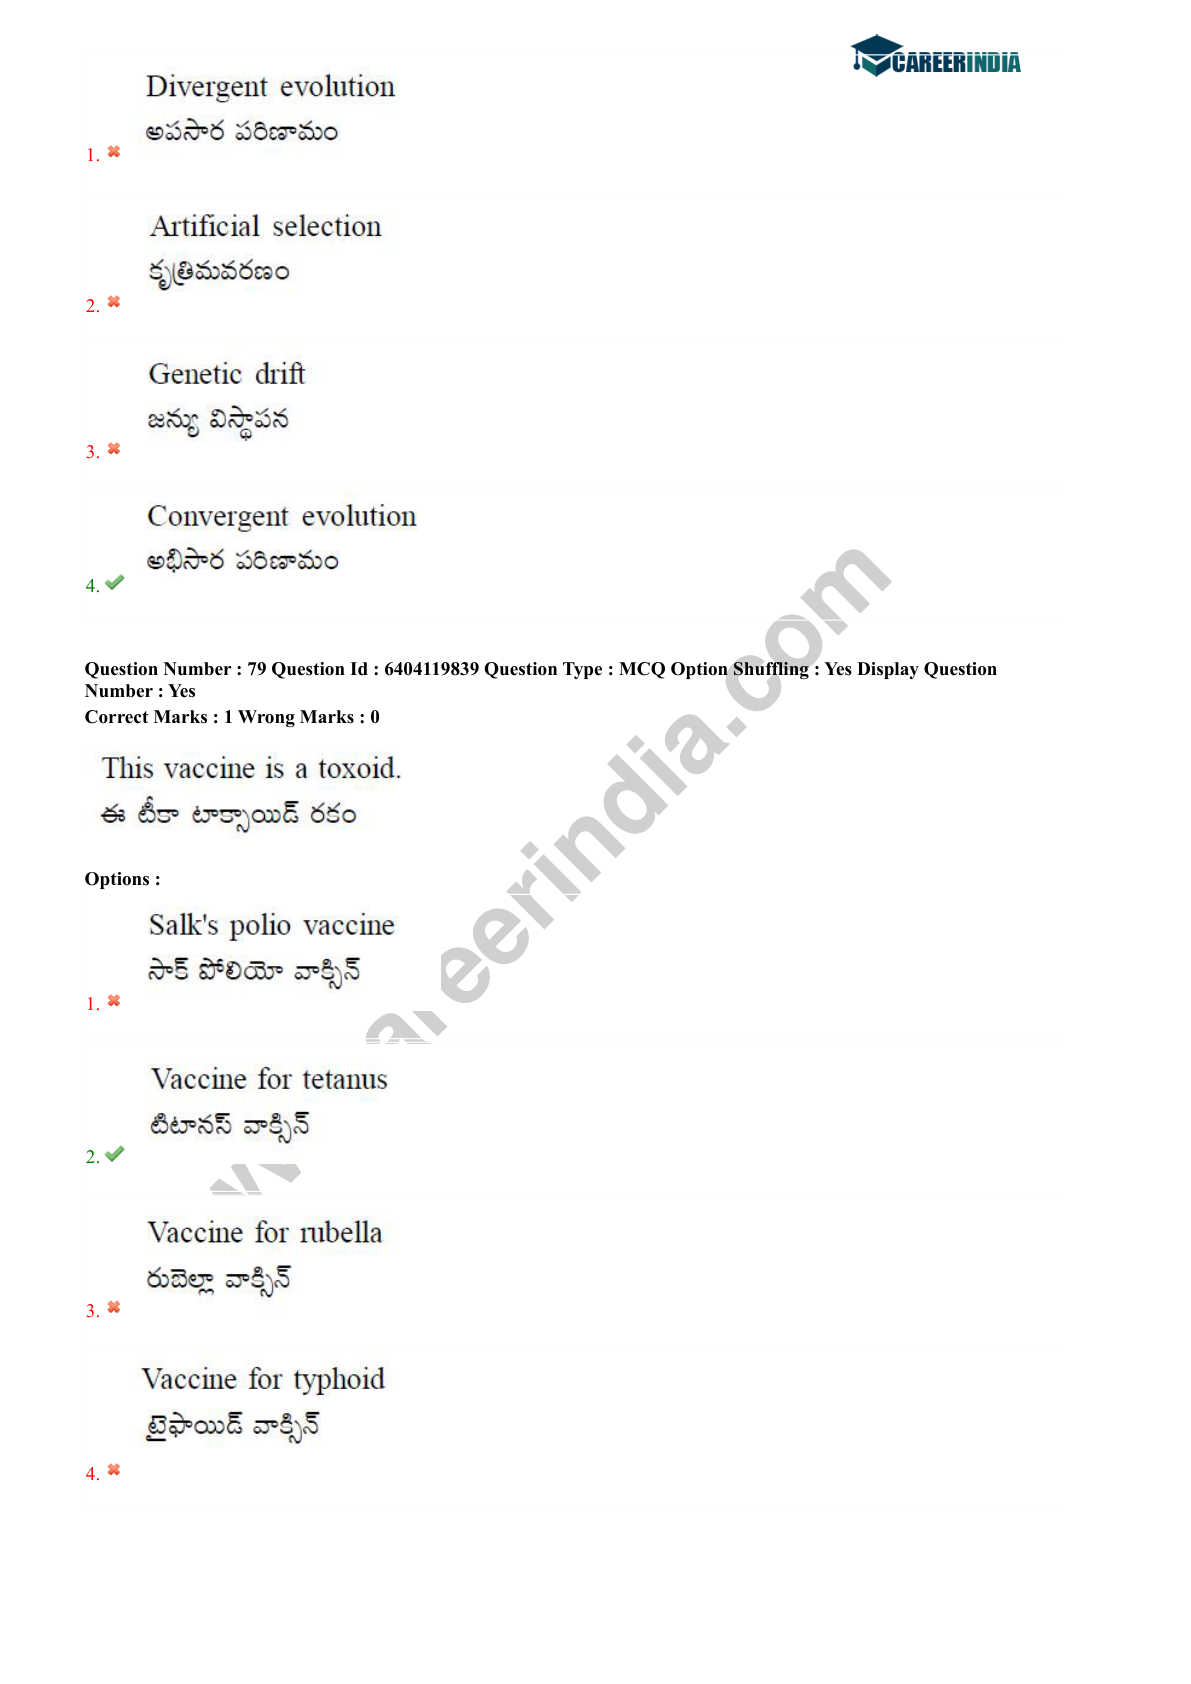 CAREERINDIA
Divergent evolution
అపసార పరిణామం
1.
Artificial selection
కృత్రిమవరణం
2.
Genetic drift
జన్యు విస్థాపన
3.
Convergent evolution
అభిసార పరిణామం
4.
Question Number : 79 Question Id : 6404119839 Question Type : MCQ Option Shuffling : Yes Display Question
Number : Yes
Correct Marks : 1 Wrong Marks : 0
This vaccine is a toxoid.
ఈ టీకా టాక్సాయిడ్ రకం
Options :
Salk's polio vaccine
సాక్ పోలియో వాక్సిన్
1.
Vaccine for tetanus
టిటానస్ వాక్సిన్
2.
Vaccine for rubella
రుబెల్లా వాక్సిన్
3.
Vaccine for typhoid
టైఫాయిడ్ వాక్సిన్
4.